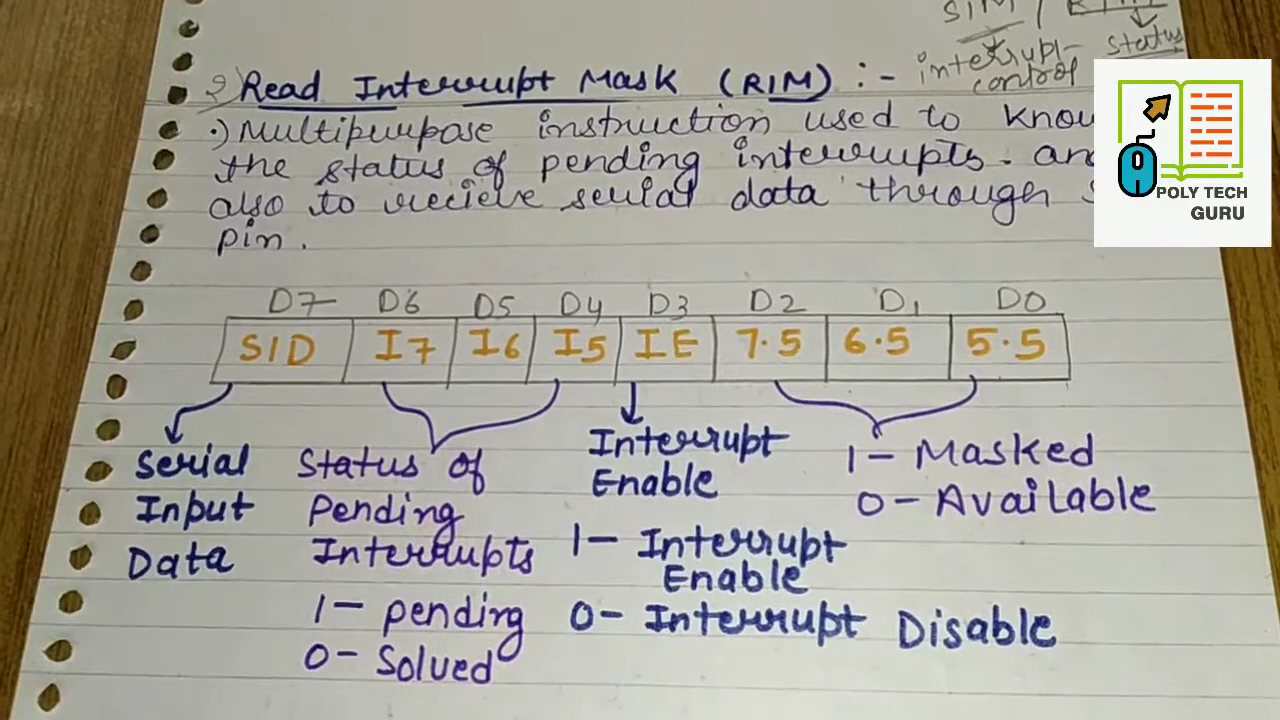 SIM /
interrupt control status
2) Read Interrupt Mask (RIM) :-
•) Multipurpose instruction used to know
the status of pending interrupts. and
also to recieve serial data through
pin.
D7 D6 D5 D4 D3 D2 D1 D0
SID I7 I6 I5 IE 7.5 6.5 5.5
Serial Input Data
Status of Pending Interrupts
1 - pending
0 - Solved
Interrupt Enable
1 - Interrupt Enable
0 - Interrupt Disable
1 - Masked
0 - Available
POLY TECH
GURU